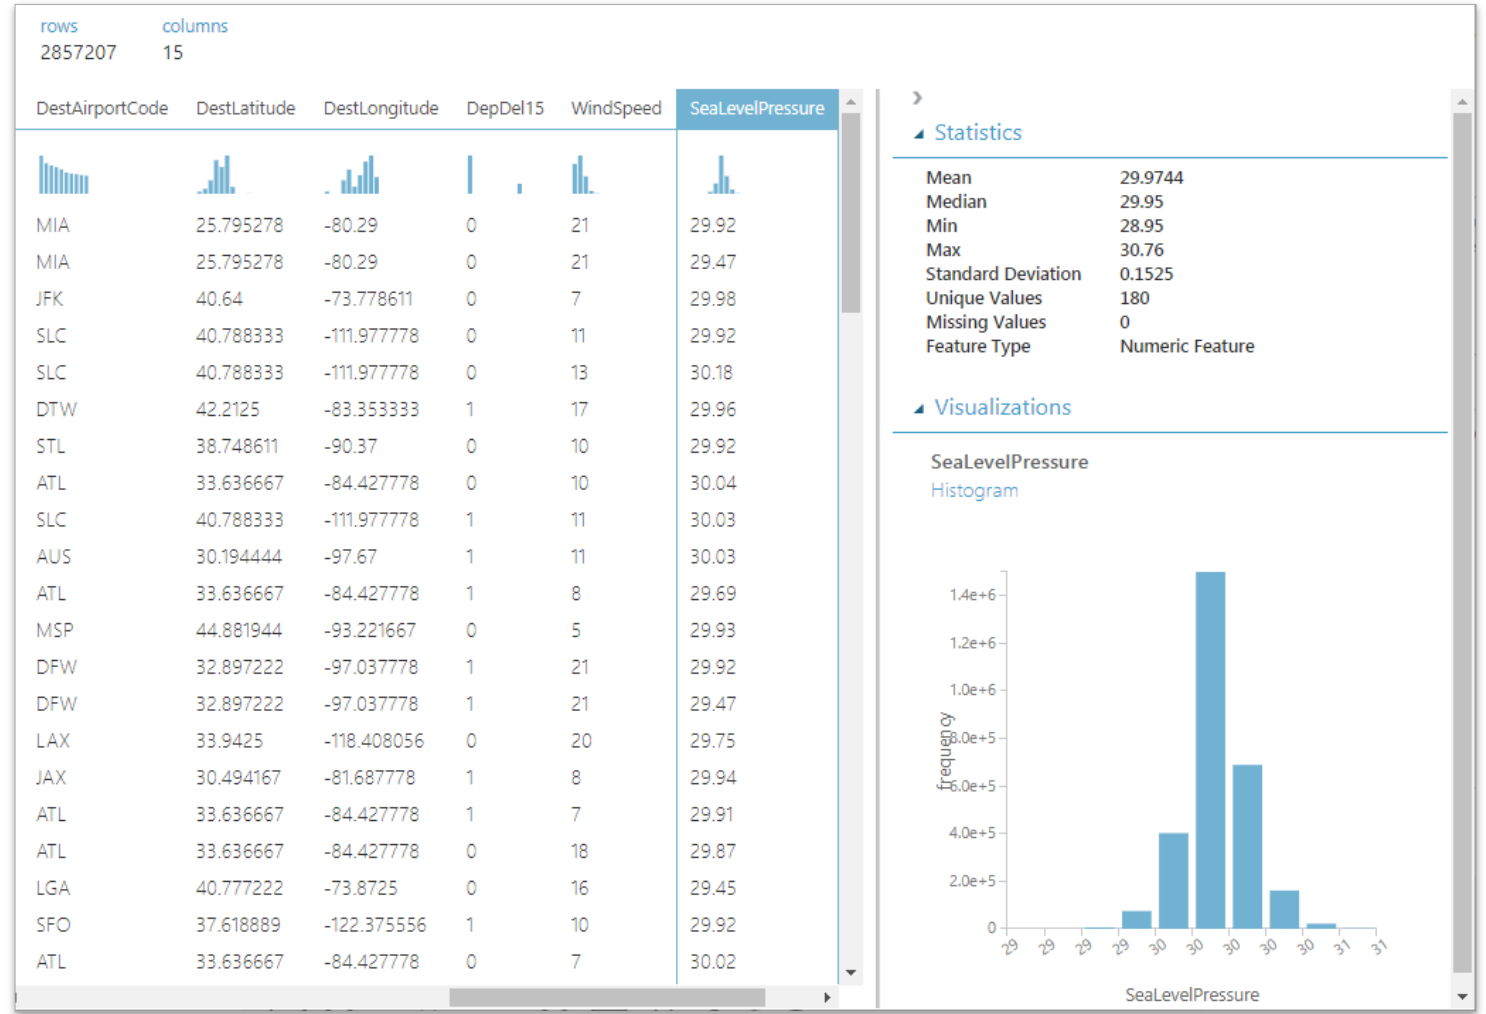 rows columns
2857207 15
DestAirportCode DestLatitude DestLongitude DepDel15 WindSpeed SeaLevelPressure
MIA 25.795278 -80.29 0 21 29.92
MIA 25.795278 -80.29 0 21 29.47
JFK 40.64 -73.778611 0 7 29.98
SLC 40.788333 -111.977778 0 11 29.92
SLC 40.788333 -111.977778 0 13 30.18
DTW 42.2125 -83.353333 1 17 29.96
STL 38.748611 -90.37 0 10 29.92
ATL 33.636667 -84.427778 0 10 30.04
SLC 40.788333 -111.977778 1 11 30.03
AUS 30.194444 -97.67 1 11 30.03
ATL 33.636667 -84.427778 1 8 29.69
MSP 44.881944 -93.221667 0 5 29.93
DFW 32.897222 -97.037778 1 21 29.92
DFW 32.897222 -97.037778 1 21 29.47
LAX 33.9425 -118.408056 0 20 29.75
JAX 30.494167 -81.687778 1 8 29.94
ATL 33.636667 -84.427778 1 7 29.91
ATL 33.636667 -84.427778 0 18 29.87
LGA 40.777222 -73.8725 0 16 29.45
SFO 37.618889 -122.375556 1 10 29.92
ATL 33.636667 -84.427778 0 7 30.02
Statistics
Mean 29.9744
Median 29.95
Min 28.95
Max 30.76
Standard Deviation 0.1525
Unique Values 180
Missing Values 0
Feature Type Numeric Feature
Visualizations
SeaLevelPressure
Histogram
1.4e+6
1.2e+6
1.0e+6
8.0e+5
6.0e+5
4.0e+5
2.0e+5
0
frequency
29 29 29 29 30 30 30 30 30 31 31
SeaLevelPressure